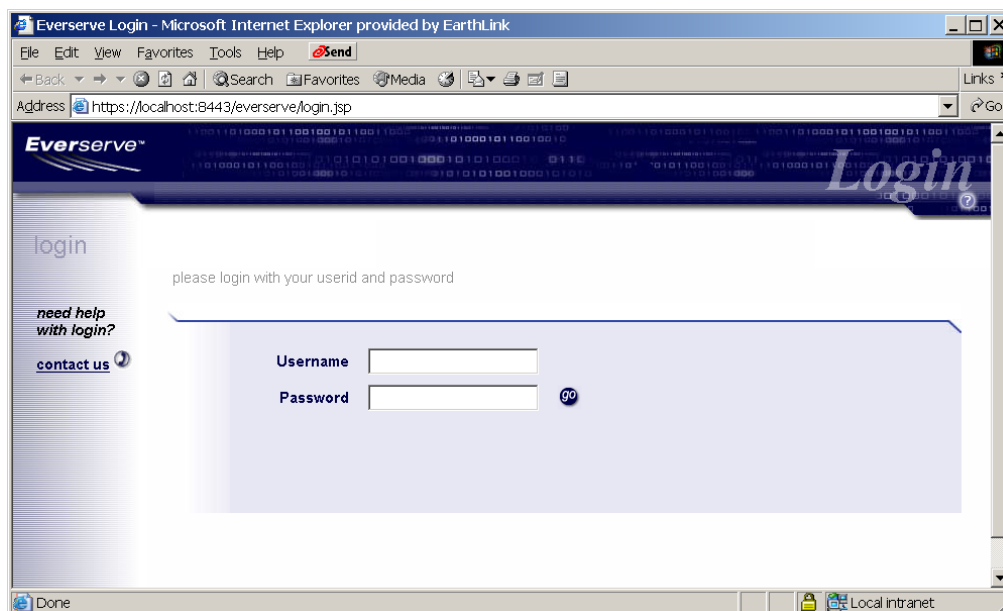 Everserve Login - Microsoft Internet Explorer provided by EarthLink
File Edit View Favorites Tools Help Send
Back Search Favorites Media Links
Address https://localhost:8443/everserve/login.jsp Go
Everserve™
Login
?
login
please login with your userid and password
need help
with login?
contact us
Username
Password go
Done Local intranet